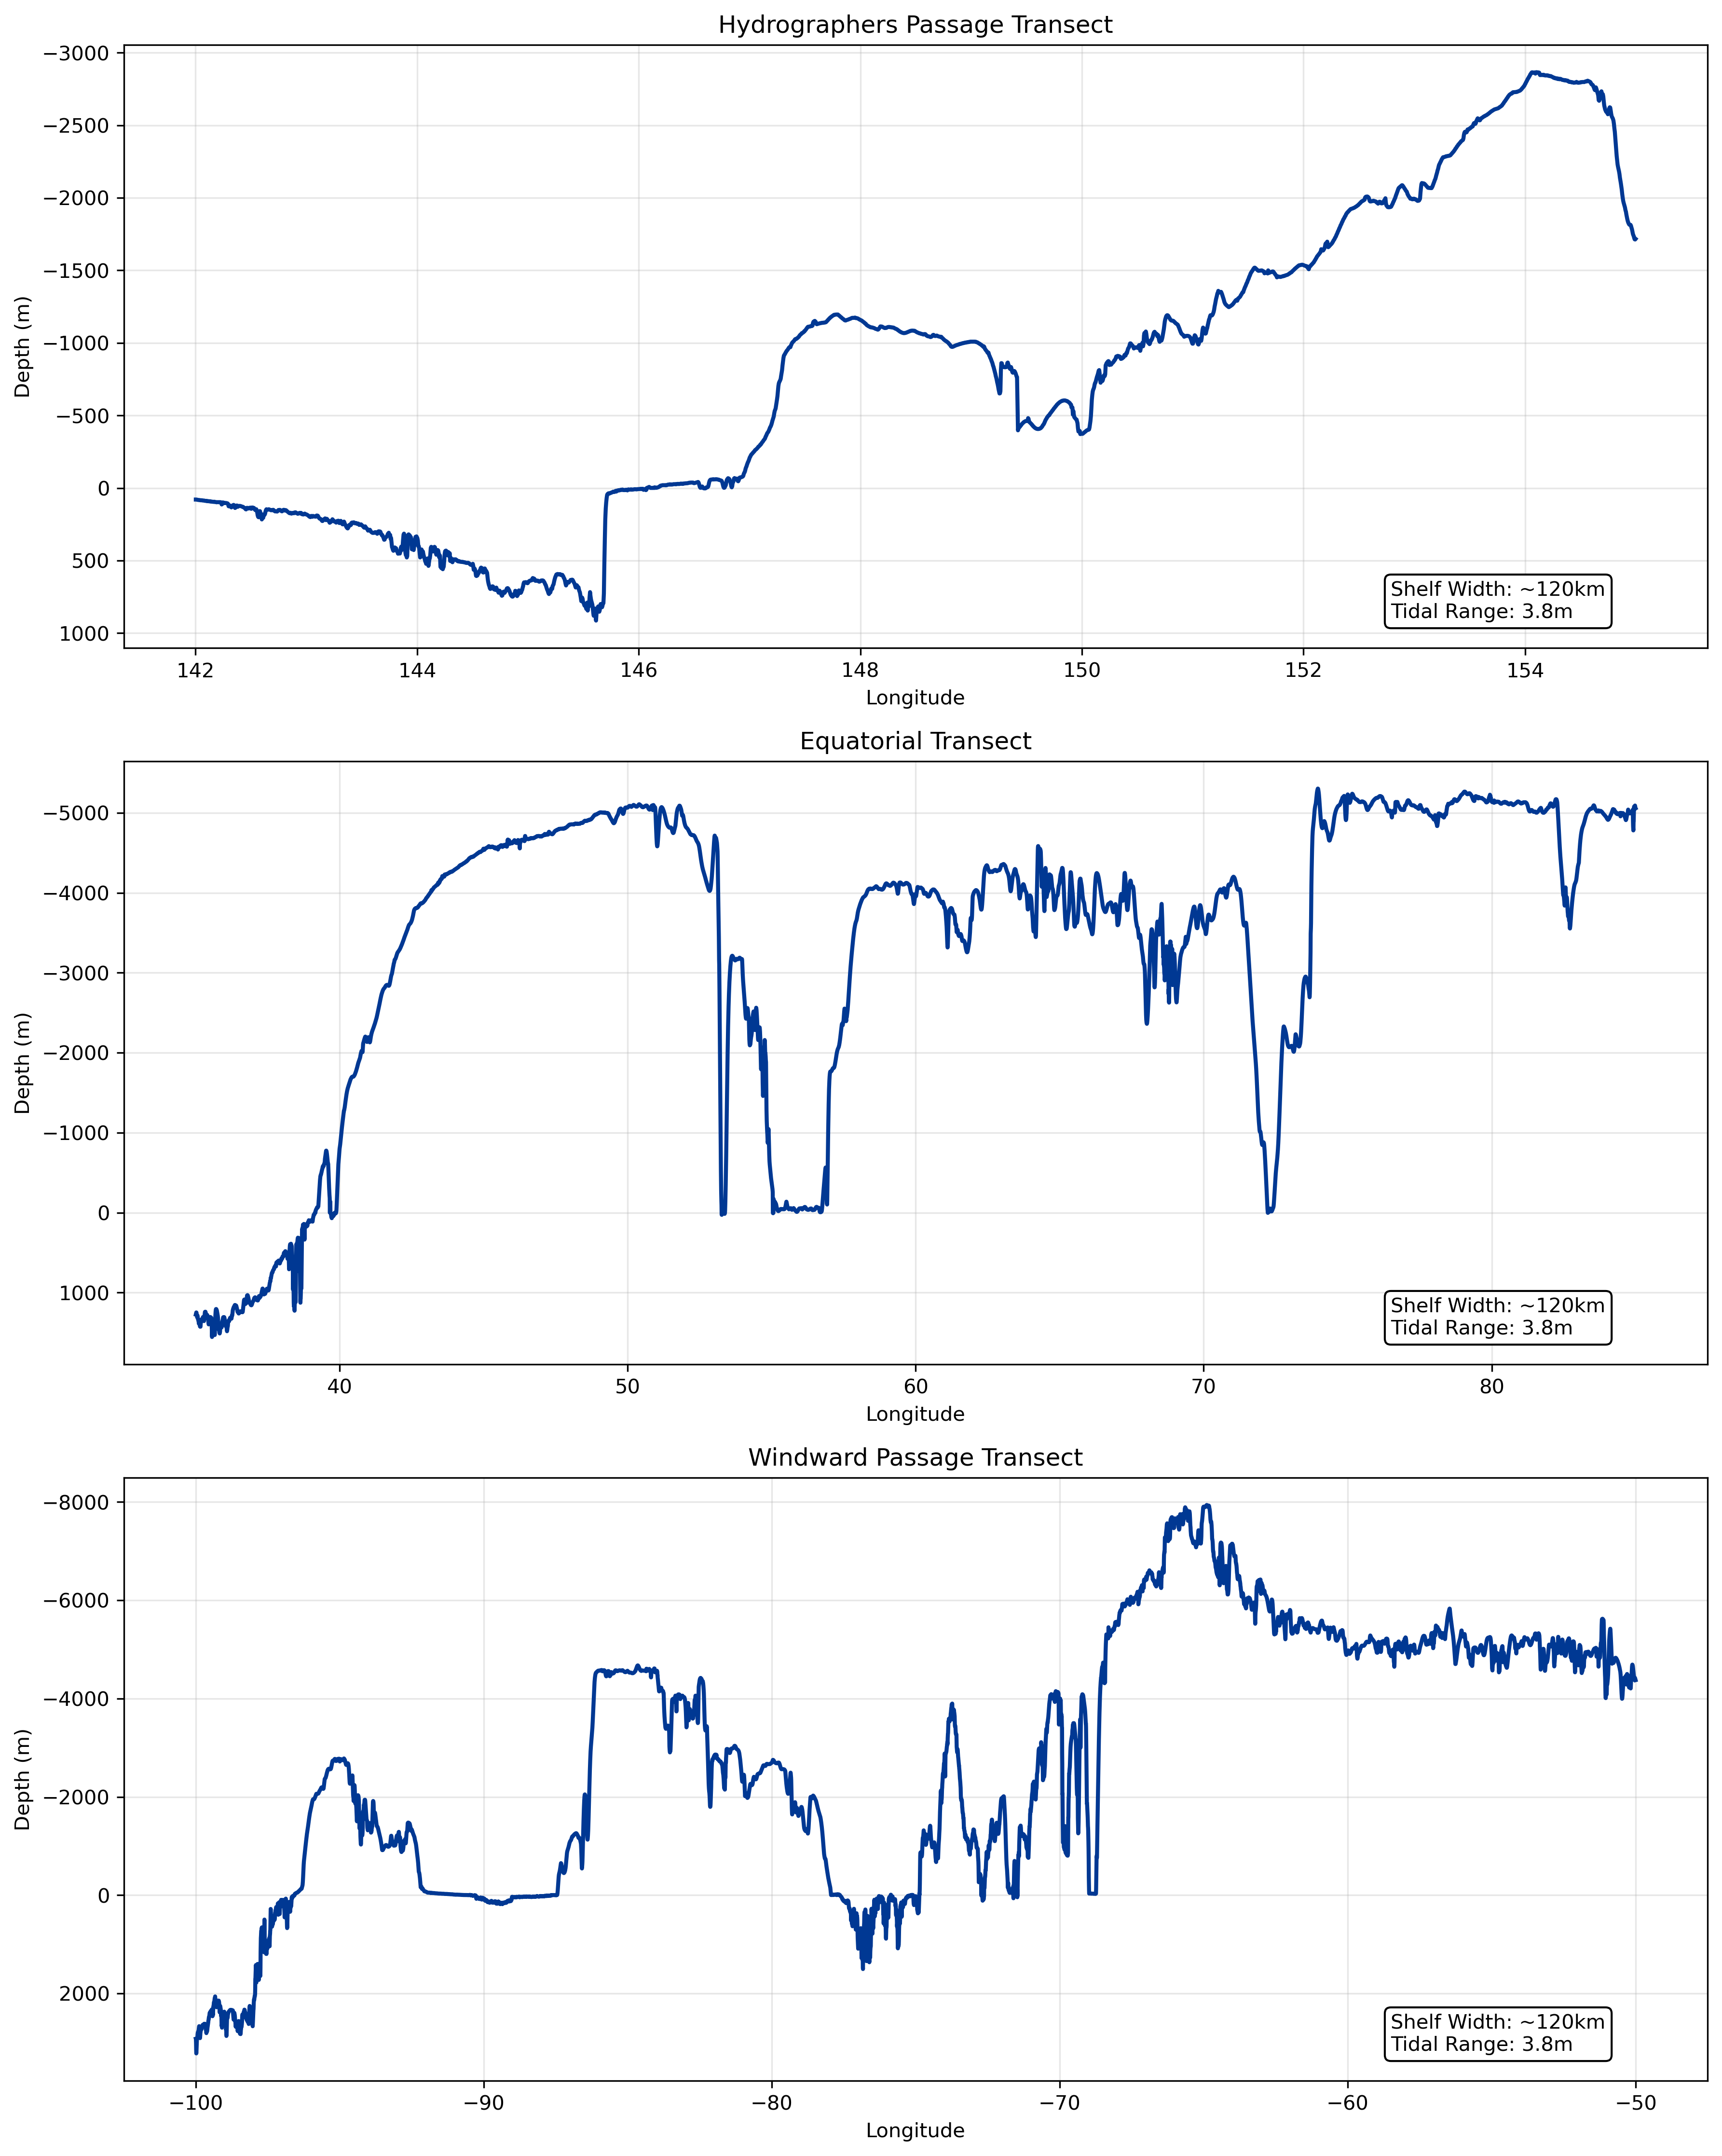 Hydrographers Passage Transect
−3000
−2500
−2000
−1500
−1000
−500
0
500
1000
Depth (m)
Shelf Width: ~120km
Tidal Range: 3.8m
142 144 146 148 150 152 154
Longitude
Equatorial Transect
−5000
−4000
−3000
−2000
−1000
0
1000
Depth (m)
Shelf Width: ~120km
Tidal Range: 3.8m
40 50 60 70 80
Longitude
Windward Passage Transect
−8000
−6000
−4000
−2000
0
2000
Depth (m)
Shelf Width: ~120km
Tidal Range: 3.8m
−100 −90 −80 −70 −60 −50
Longitude